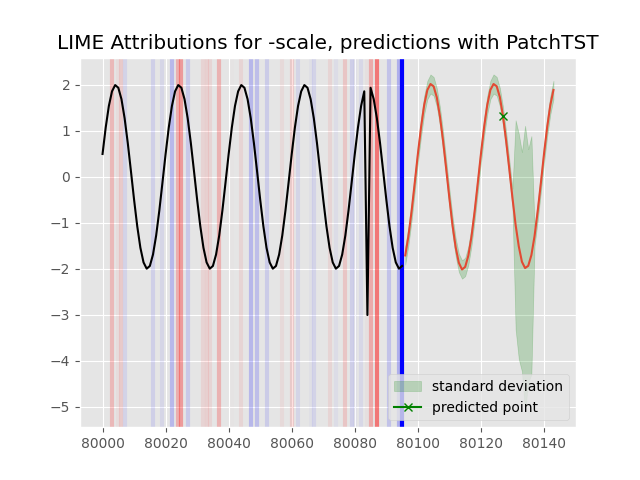 LIME Attributions for -scale, predictions with PatchTST
2
1
0
−1
−2
−3
−4
−5
standard deviation
predicted point
80000 80020 80040 80060 80080 80100 80120 80140